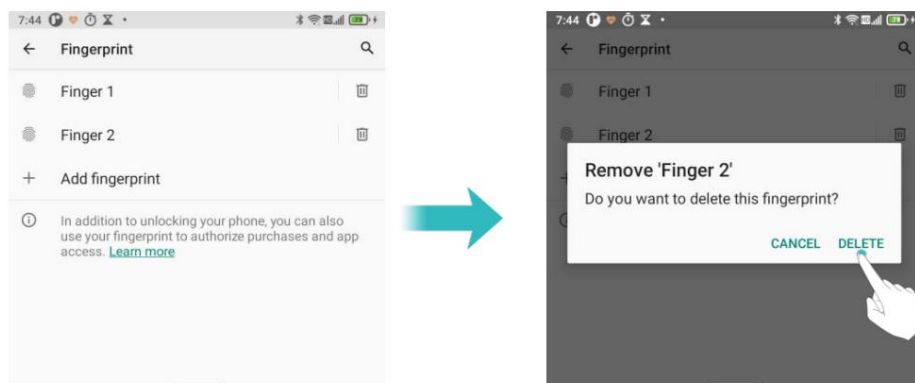 7:44
Fingerprint
Finger 1
Finger 2
Add fingerprint
In addition to unlocking your phone, you can also
use your fingerprint to authorize purchases and app
access. Learn more
7:44
Fingerprint
Finger 1
Finger 2
Remove 'Finger 2'
Do you want to delete this fingerprint?
CANCEL DELETE